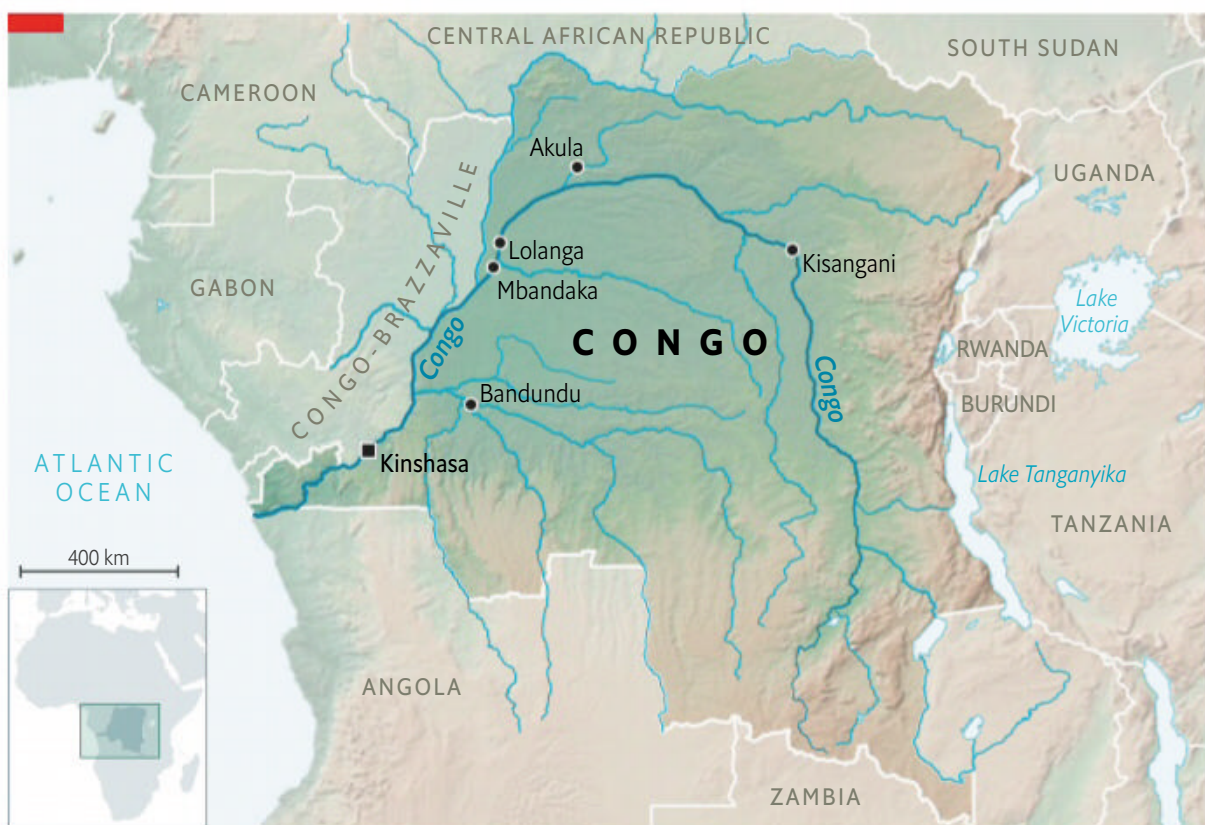 CENTRAL AFRICAN REPUBLIC
SOUTH SUDAN
CAMEROON
Akula
UGANDA
CONGO-BRAZZAVILLE
Lolanga
Kisangani
GABON
Mbandaka
Lake
Victoria
CONGO
Congo
RWANDA
Congo
Bandundu
BURUNDI
ATLANTIC
OCEAN
Kinshasa
Lake Tanganyika
TANZANIA
400 km
ANGOLA
ZAMBIA